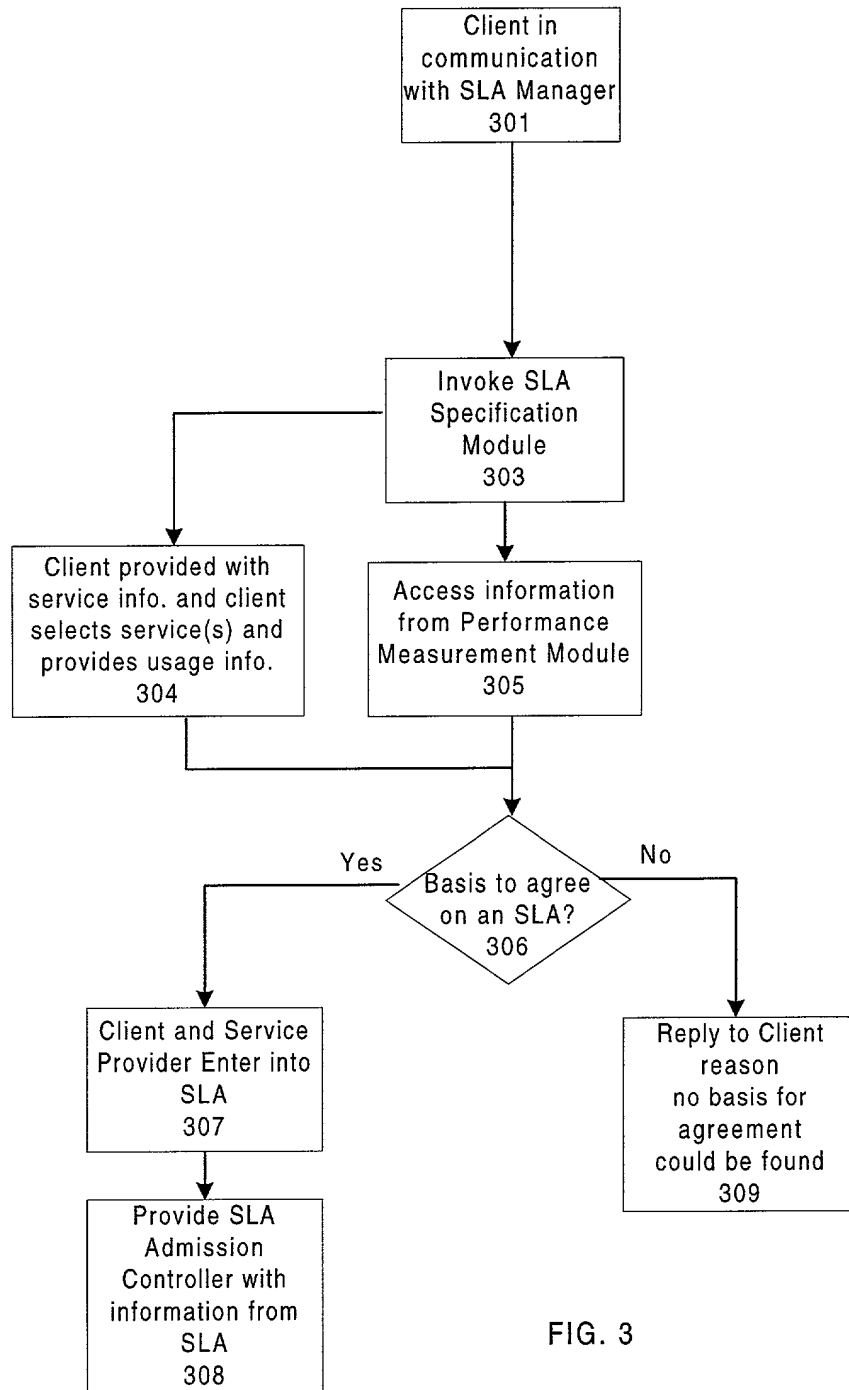 Client in
communication
with SLA Manager
301
Invoke SLA
Specification
Module
303
Client provided with
service info. and client
selects service(s) and
provides usage info.
304
Access information
from Performance
Measurement Module
305
Yes
No
Basis to agree
on an SLA?
306
Client and Service
Provider Enter into
SLA
307
Reply to Client
reason
no basis for
agreement
could be found
309
Provide SLA
Admission
Controller with
information from
SLA
308
FIG. 3